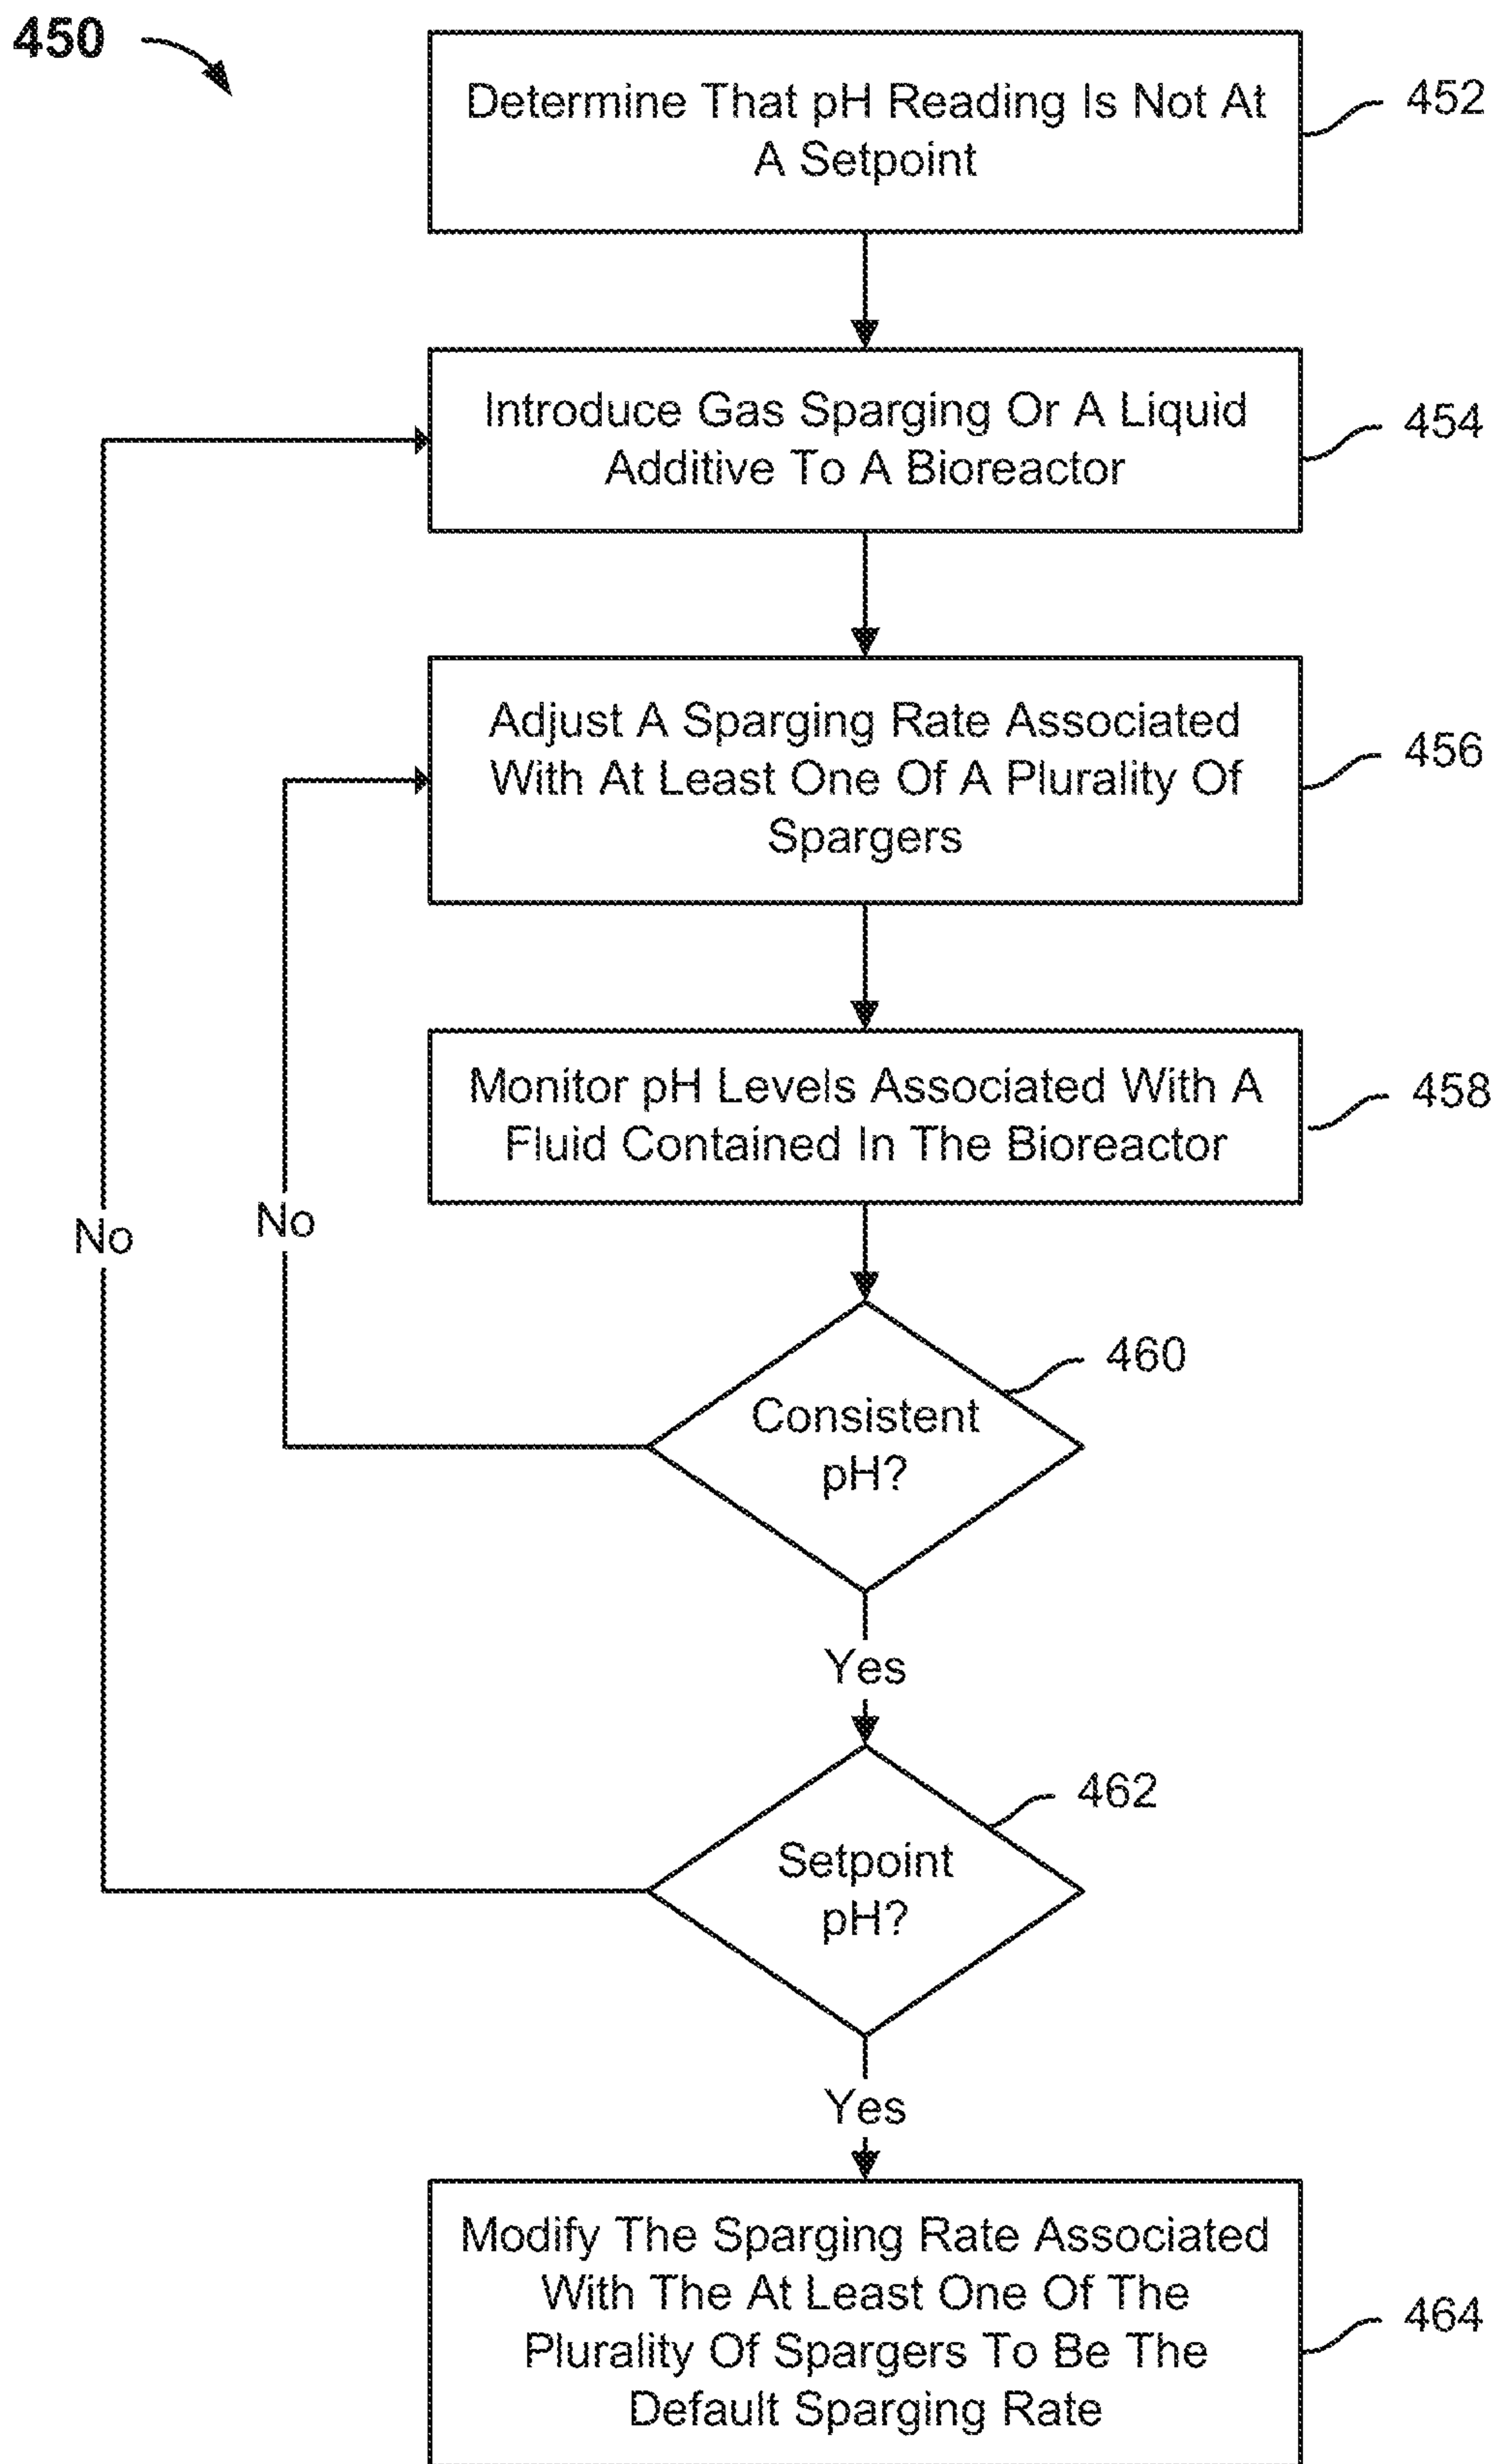 450
Determine That pH Reading Is Not At
A Setpoint
452
Introduce Gas Sparging Or A Liquid
Additive To A Bioreactor
454
Adjust A Sparging Rate Associated
With At Least One Of A Plurality Of
Spargers
456
Monitor pH Levels Associated With A
Fluid Contained In The Bioreactor
458
No
No
460
Consistent
pH?
Yes
462
Setpoint
pH?
Yes
Modify The Sparging Rate Associated
With The At Least One Of The
Plurality Of Spargers To Be The
Default Sparging Rate
464